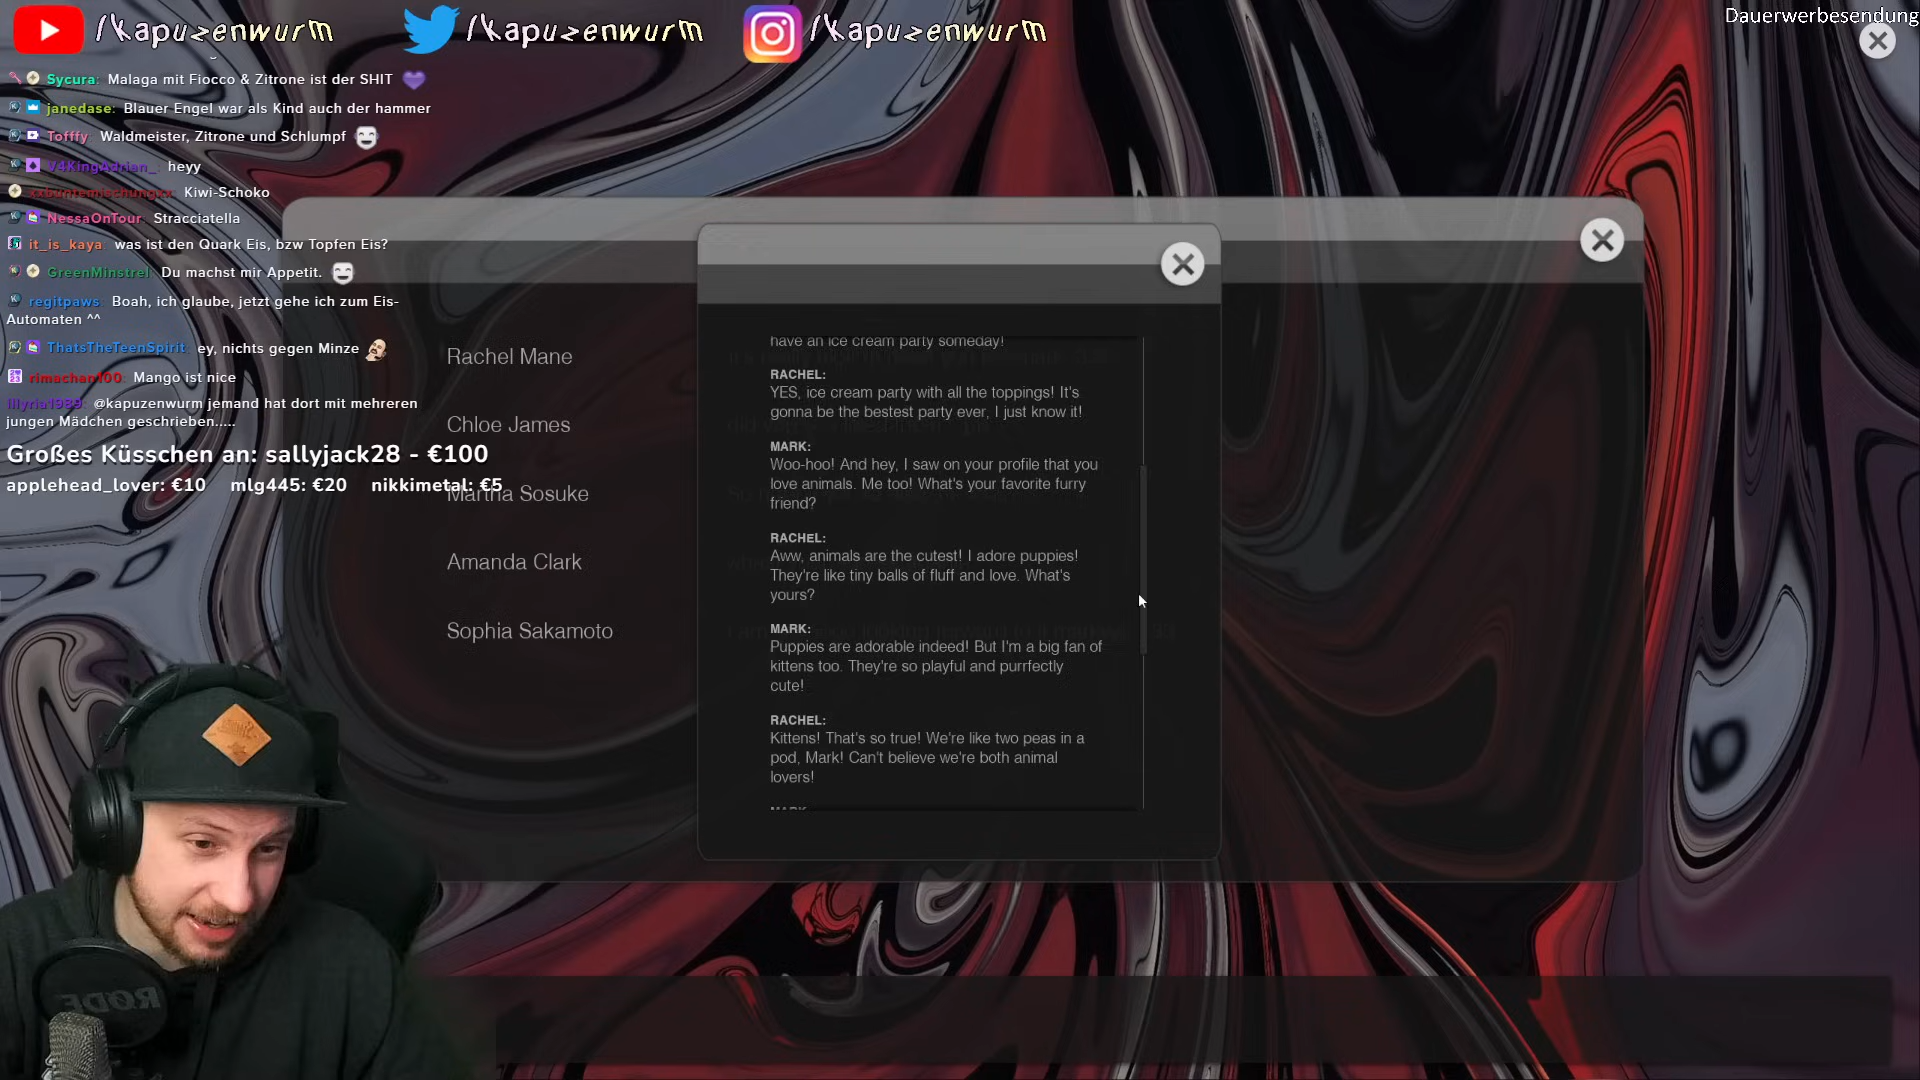 /kapuzenwurm
/kapuzenwurm
/kapuzenwurm
Dauerwerbesendung
Sycura: Malaga mit Fiocco & Zitrone ist der SHIT
janedase: Blauer Engel war als Kind auch der hammer
Tofffy: Waldmeister, Zitrone und Schlumpf
V4KingAdrian_: heyy
xxbuntemischungxx: Kiwi-Schoko
NessaOnTour: Stracciatella
it_is_kaya: was ist den Quark Eis, bzw Topfen Eis?
GreenMinstrel: Du machst mir Appetit.
regitpaws: Boah, ich glaube, jetzt gehe ich zum Eis-
Automaten ^^
ThatsTheTeenSpirit: ey, nichts gegen Minze
rimachan100: Mango ist nice
lilyria1989: @kapuzenwurm jemand hat dort mit mehreren
jungen Mädchen geschrieben.....
Großes Küsschen an: sallyjack28 - €100
applehead_lover: €10 mlg445: €20 nikkimetal: €5
Rachel Mane
Chloe James
Martha Sosuke
Amanda Clark
Sophia Sakamoto
have an ice cream party someday!
RACHEL:
YES, ice cream party with all the toppings! It's
gonna be the bestest party ever, I just know it!
MARK:
Woo-hoo! And hey, I saw on your profile that you
love animals. Me too! What's your favorite furry
friend?
RACHEL:
Aww, animals are the cutest! I adore puppies!
They're like tiny balls of fluff and love. What's
yours?
MARK:
Puppies are adorable indeed! But I'm a big fan of
kittens too. They're so playful and purrfectly
cute!
RACHEL:
Kittens! That's so true! We're like two peas in a
pod, Mark! Can't believe we're both animal
lovers!
MARK
RODE